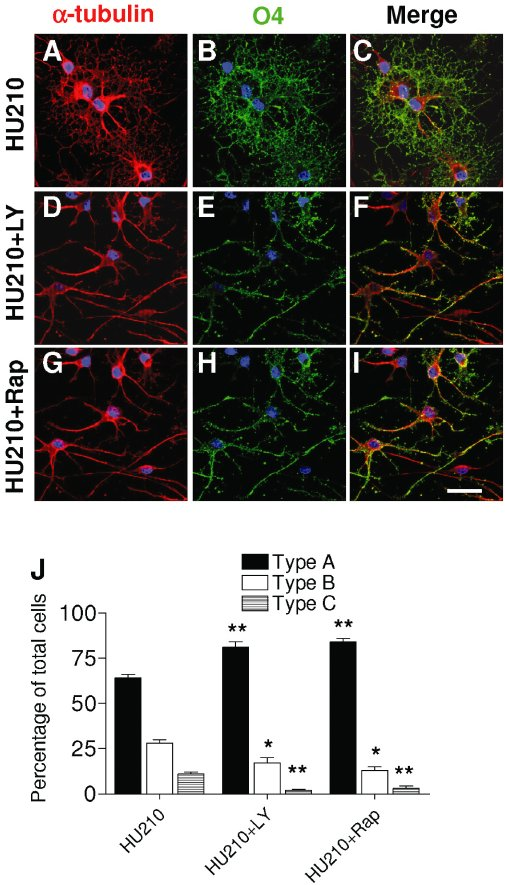 α-tubulin O4 Merge
HU210 A B C
HU210+LY D E F
HU210+Rap G H I
J
Type A
Type B
Type C
Percentage of total cells
100
75
50
25
0
** ** * ** * **
HU210 HU210+LY HU210+Rap